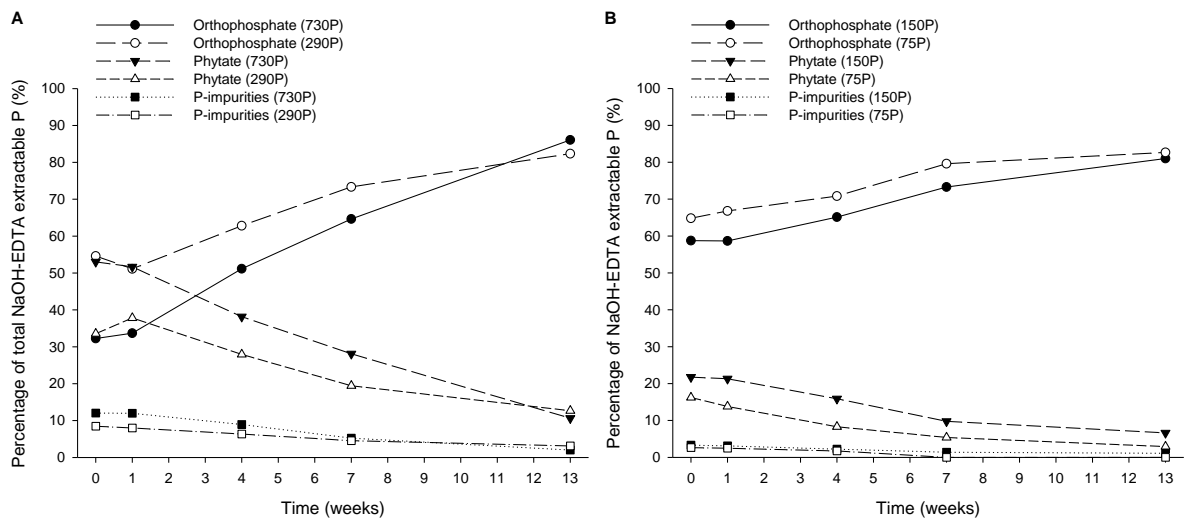 A
Orthophosphate (730P)
Orthophosphate (290P)
Phytate (730P)
Phytate (290P)
P-impurities (730P)
P-impurities (290P)
Percentage of total NaOH-EDTA extractable P (%)
100
90
80
70
60
50
40
30
20
10
0
0 1 2 3 4 5 6 7 8 9 10 11 12 13
Time (weeks)
B
Orthophosphate (150P)
Orthophosphate (75P)
Phytate (150P)
Phytate (75P)
P-impurities (150P)
P-impurities (75P)
Percentage of NaOH-EDTA extractable P (%)
100
90
80
70
60
50
40
30
20
10
0
0 1 2 3 4 5 6 7 8 9 10 11 12 13
Time (weeks)